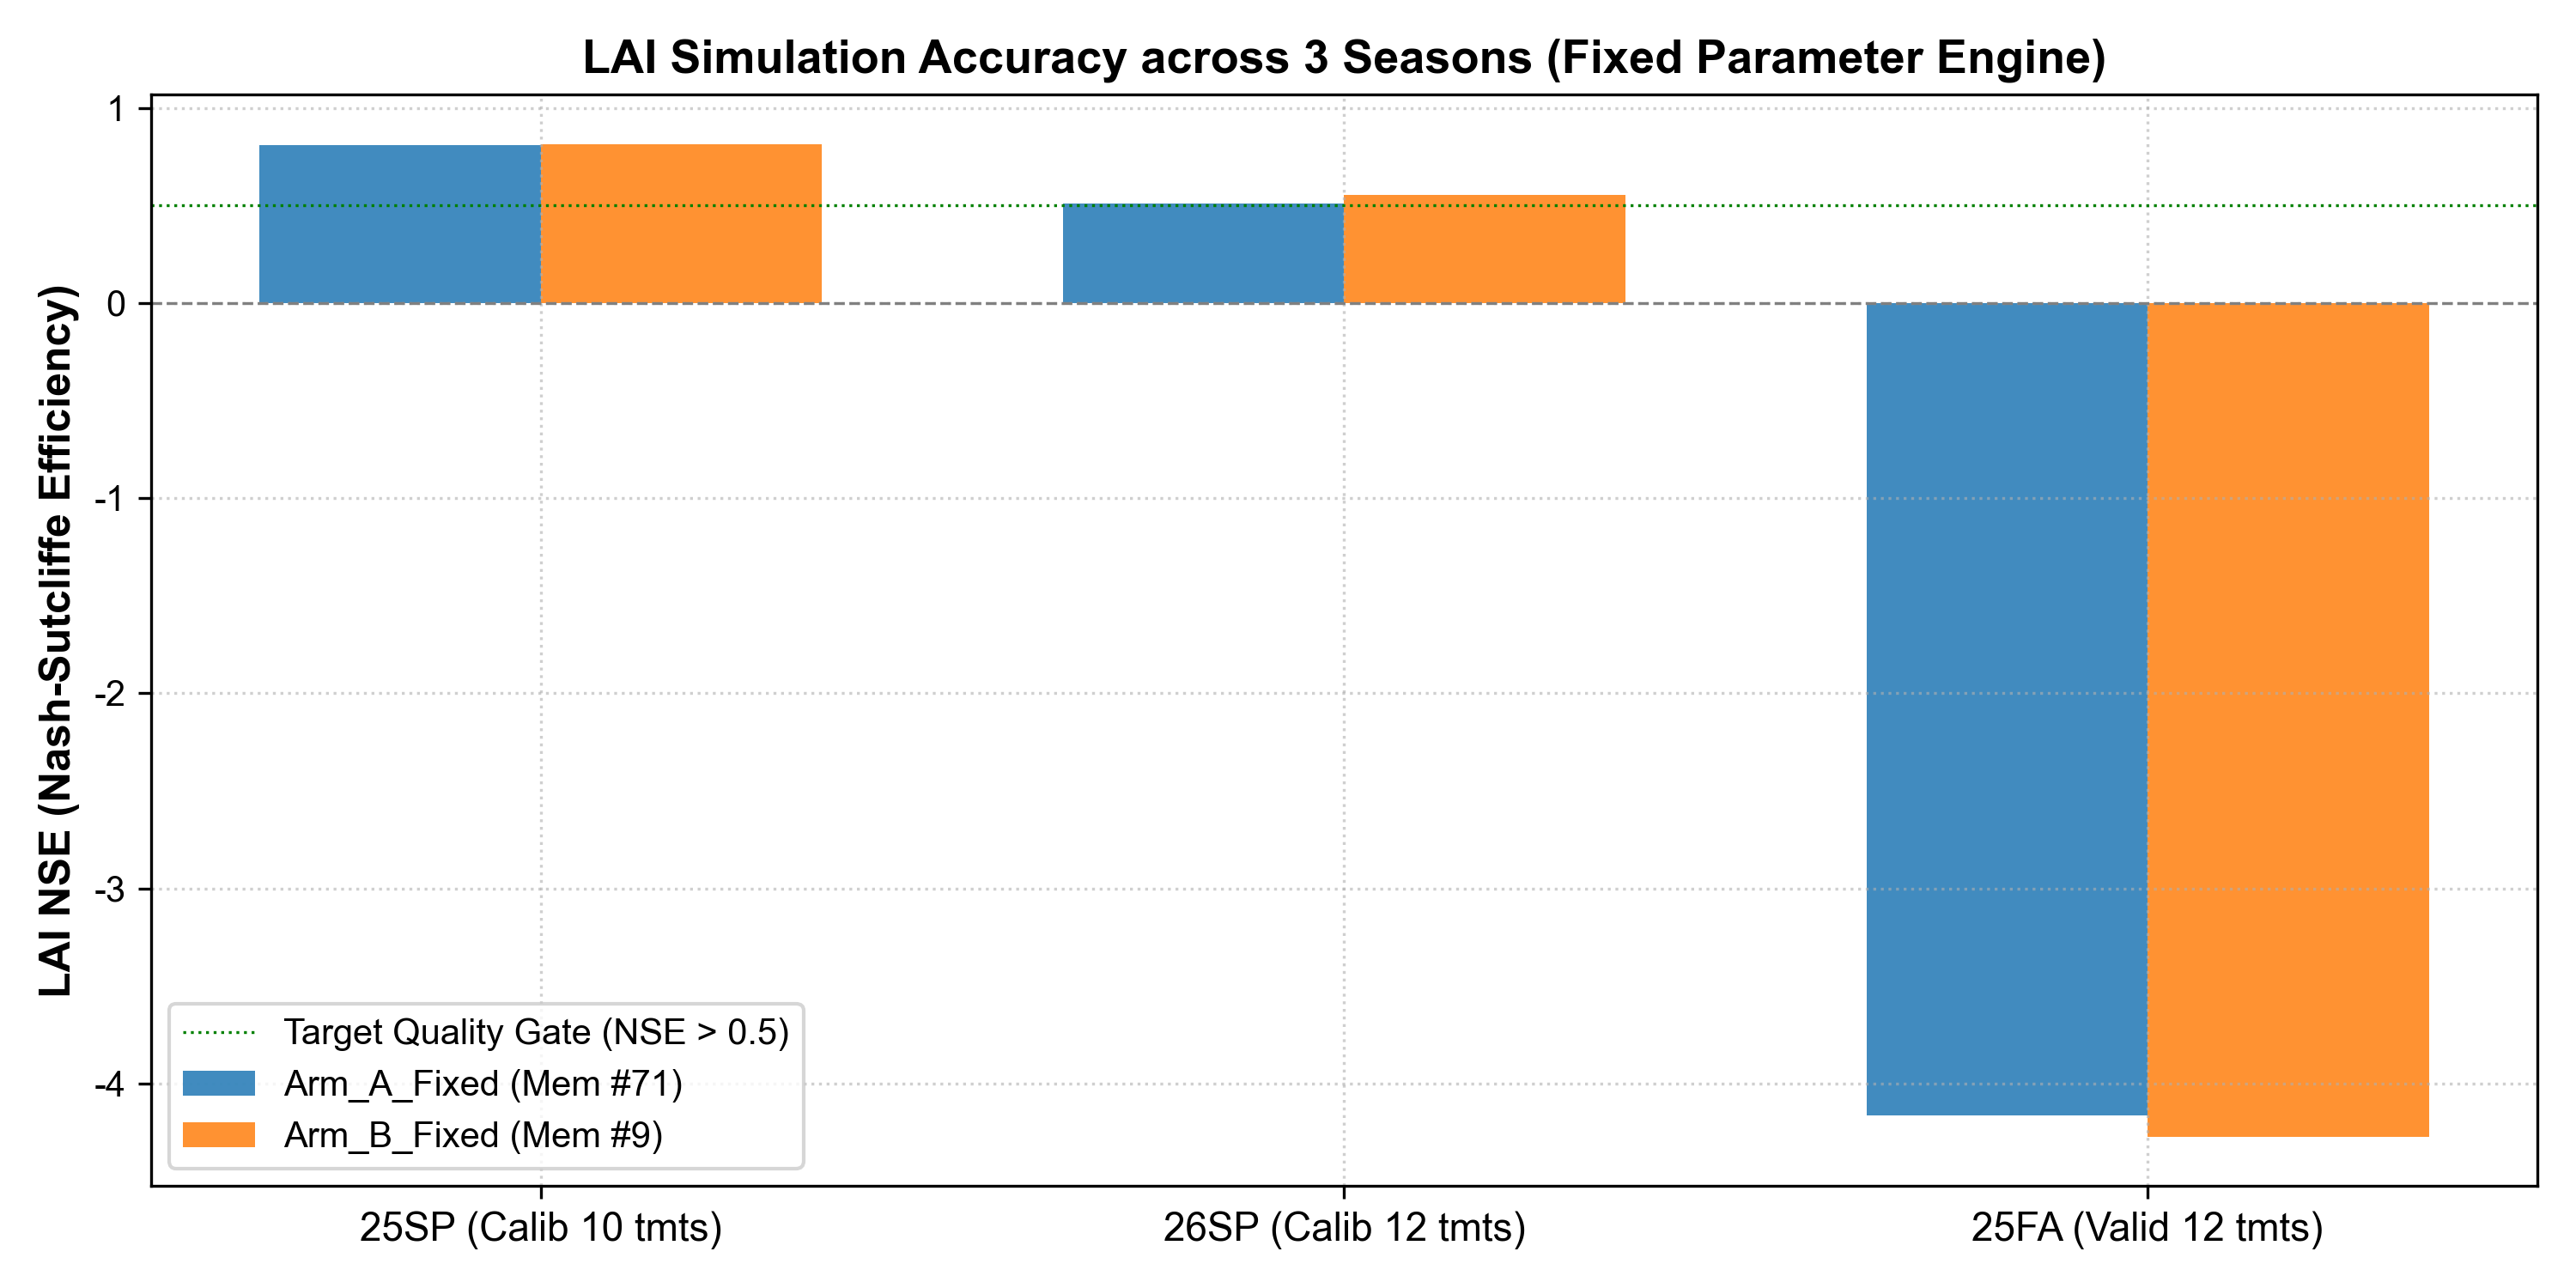 LAI Simulation Accuracy across 3 Seasons (Fixed Parameter Engine)
LAI NSE (Nash-Sutcliffe Efficiency)
1
0
-1
-2
-3
-4
Target Quality Gate (NSE > 0.5)
Arm_A_Fixed (Mem #71)
Arm_B_Fixed (Mem #9)
25SP (Calib 10 tmts)
26SP (Calib 12 tmts)
25FA (Valid 12 tmts)